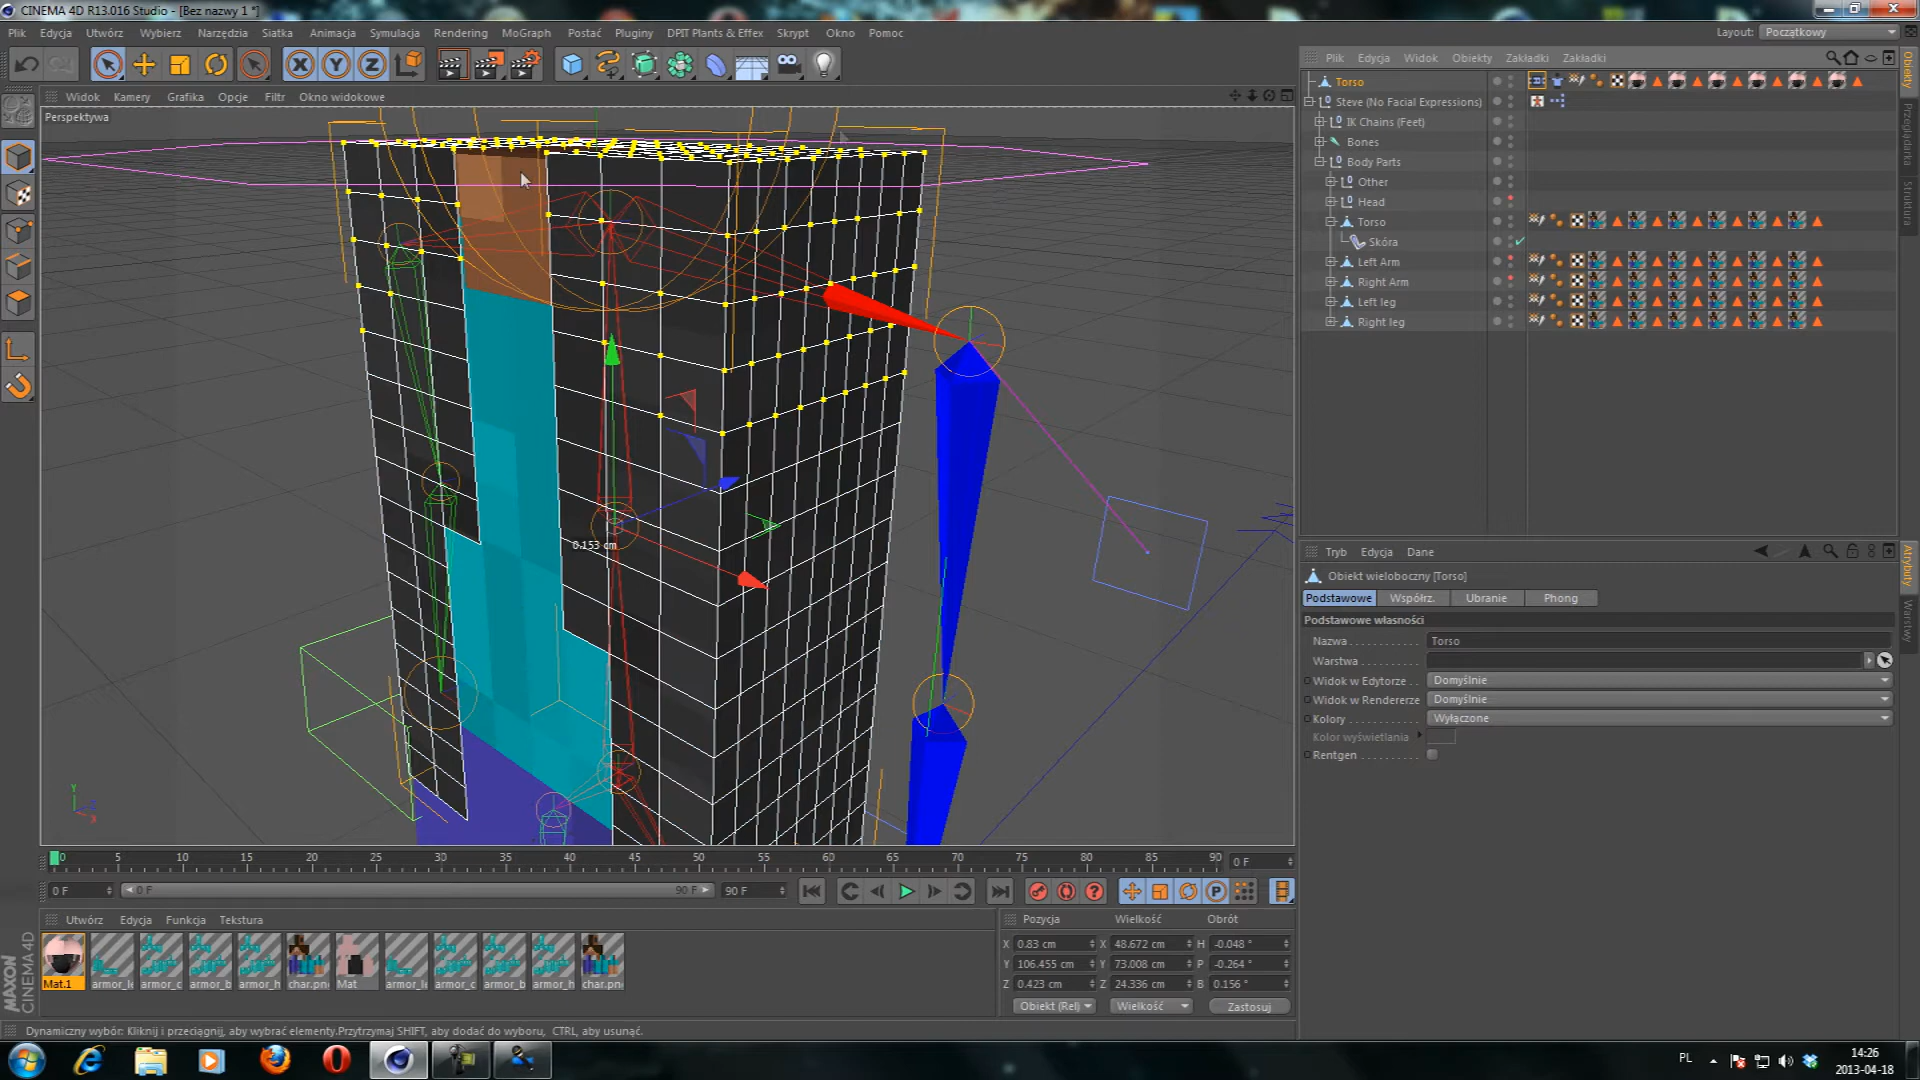 CINEMA 4D R13.016 Studio - [Bez nazwy 1 *]
Plik Edycja Utwórz Wybierz Narzędzia Siatka Animacja Symulacja Rendering MoGraph Postać Pluginy DPIT Plants & Effex Skrypt Okno Pomoc
Layout: Początkowy
X Y Z
Plik Edycja Widok Obiekty Zakładki Zakładki
Widok Kamery Grafika Opcje Filtr Okno widokowe
Perspektywa
Torso
Steve (No Facial Expressions)
IK Chains (Feet)
Bones
Body Parts
Other
Head
Torso
Skóra
Left Arm
Right Arm
Left leg
Right leg
Obiekty
Przeglądarka
Struktura
0.153 cm
Y
X
Tryb Edycja Dane
Obiekt wieloboczny [Torso]
Podstawowe Współrz. Ubranie Phong
Podstawowe własności
Nazwa Torso
Warstwa
Widok w Edytorze Domyślnie
Widok w Rendererze Domyślnie
Kolory Wyłączone
Kolor wyświetlania
Rentgen
Atrybuty
Warstwy
0 5 10 15 20 25 30 35 40 45 50 55 60 65 70 75 80 85 90 0 F
0 F 0 F 90 F 90 F
P
Utwórz Edycja Funkcja Tekstura
Mat.1 armor_le armor_c armor_b armor_h char.pn Mat armor_le armor_c armor_b armor_h char.pn
Pozycja Wielkość Obrót
X 0.83 cm X 48.672 cm H -0.048 °
Y 106.455 cm Y 73.008 cm P -0.264 °
Z 0.423 cm Z 24.336 cm B 0.156 °
Obiekt (Rel) Wielkość Zastosuj
MAXON
CINEMA 4D
Dynamiczny wybór: Kliknij i przeciągnij, aby wybrać elementy.Przytrzymaj SHIFT, aby dodać do wyboru, CTRL, aby usunąć.
PL
14:26
2013-04-18